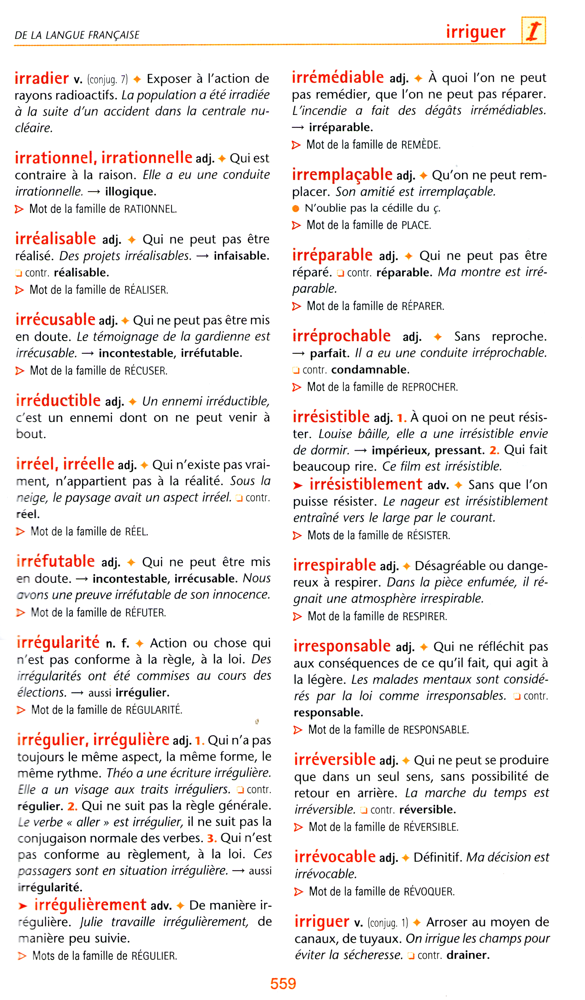 DE LA LANGUE FRANÇAISE
irriguer I
irradier v. (conjug. 7) ✦ Exposer à l'action de
rayons radioactifs. La population a été irradiée
à la suite d'un accident dans la centrale nu-
cléaire.
irrationnel, irrationnelle adj. ✦ Qui est
contraire à la raison. Elle a eu une conduite
irrationnelle. → illogique.
▷ Mot de la famille de RATIONNEL.
irréalisable adj. ✦ Qui ne peut pas être
réalisé. Des projets irréalisables. → infaisable.
❏ contr. réalisable.
▷ Mot de la famille de RÉALISER.
irrécusable adj. ✦ Qui ne peut pas être mis
en doute. Le témoignage de la gardienne est
irrécusable. → incontestable, irréfutable.
▷ Mot de la famille de RÉCUSER.
irréductible adj. ✦ Un ennemi irréductible,
c'est un ennemi dont on ne peut venir à
bout.
irréel, irréelle adj. ✦ Qui n'existe pas vrai-
ment, n'appartient pas à la réalité. Sous la
neige, le paysage avait un aspect irréel. ❏ contr.
réel.
▷ Mot de la famille de RÉEL.
irréfutable adj. ✦ Qui ne peut être mis
en doute. → incontestable, irrécusable. Nous
avons une preuve irréfutable de son innocence.
▷ Mot de la famille de RÉFUTER.
irrégularité n. f. ✦ Action ou chose qui
n'est pas conforme à la règle, à la loi. Des
irrégularités ont été commises au cours des
élections. → aussi irrégulier.
▷ Mot de la famille de RÉGULARITÉ.
irrégulier, irrégulière adj. 1. Qui n'a pas
toujours le même aspect, la même forme, le
même rythme. Théo a une écriture irrégulière.
Elle a un visage aux traits irréguliers. ❏ contr.
régulier. 2. Qui ne suit pas la règle générale.
Le verbe « aller » est irrégulier, il ne suit pas la
conjugaison normale des verbes. 3. Qui n'est
pas conforme au règlement, à la loi. Ces
passagers sont en situation irrégulière. → aussi
irrégularité.
➤ irrégulièrement adv. ✦ De manière ir-
régulière. Julie travaille irrégulièrement, de
manière peu suivie.
▷ Mots de la famille de RÉGULIER.
irrémédiable adj. ✦ À quoi l'on ne peut
pas remédier, que l'on ne peut pas réparer.
L'incendie a fait des dégâts irrémédiables.
→ irréparable.
▷ Mot de la famille de REMÈDE.
irremplaçable adj. ✦ Qu'on ne peut rem-
placer. Son amitié est irremplaçable.
● N'oublie pas la cédille du ç.
▷ Mot de la famille de PLACE.
irréparable adj. ✦ Qui ne peut pas être
réparé. ❏ contr. réparable. Ma montre est irré-
parable.
▷ Mot de la famille de RÉPARER.
irréprochable adj. ✦ Sans reproche.
→ parfait. Il a eu une conduite irréprochable.
❏ contr. condamnable.
▷ Mot de la famille de REPROCHER.
irrésistible adj. 1. À quoi on ne peut résis-
ter. Louise bâille, elle a une irrésistible envie
de dormir. → impérieux, pressant. 2. Qui fait
beaucoup rire. Ce film est irrésistible.
➤ irrésistiblement adv. ✦ Sans que l'on
puisse résister. Le nageur est irrésistiblement
entraîné vers le large par le courant.
▷ Mots de la famille de RÉSISTER.
irrespirable adj. ✦ Désagréable ou dange-
reux à respirer. Dans la pièce enfumée, il ré-
gnait une atmosphère irrespirable.
▷ Mot de la famille de RESPIRER.
irresponsable adj. ✦ Qui ne réfléchit pas
aux conséquences de ce qu'il fait, qui agit à
la légère. Les malades mentaux sont considé-
rés par la loi comme irresponsables. ❏ contr.
responsable.
▷ Mot de la famille de RESPONSABLE.
irréversible adj. ✦ Qui ne peut se produire
que dans un seul sens, sans possibilité de
retour en arrière. La marche du temps est
irréversible. ❏ contr. réversible.
▷ Mot de la famille de RÉVERSIBLE.
irrévocable adj. ✦ Définitif. Ma décision est
irrévocable.
▷ Mot de la famille de RÉVOQUER.
irriguer v. (conjug. 1) ✦ Arroser au moyen de
canaux, de tuyaux. On irrigue les champs pour
éviter la sécheresse. ❏ contr. drainer.
559